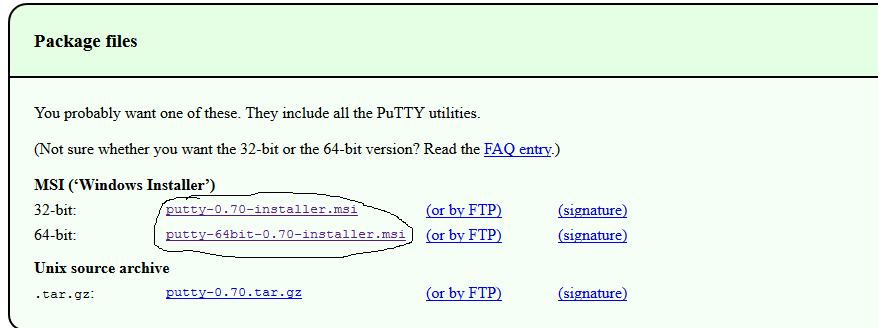 Package files
You probably want one of these. They include all the PuTTY utilities.
(Not sure whether you want the 32-bit or the 64-bit version? Read the FAQ entry.)
MSI (‘Windows Installer’)
32-bit: putty-0.70-installer.msi (or by FTP) (signature)
64-bit: putty-64bit-0.70-installer.msi (or by FTP) (signature)
Unix source archive
.tar.gz: putty-0.70.tar.gz (or by FTP) (signature)